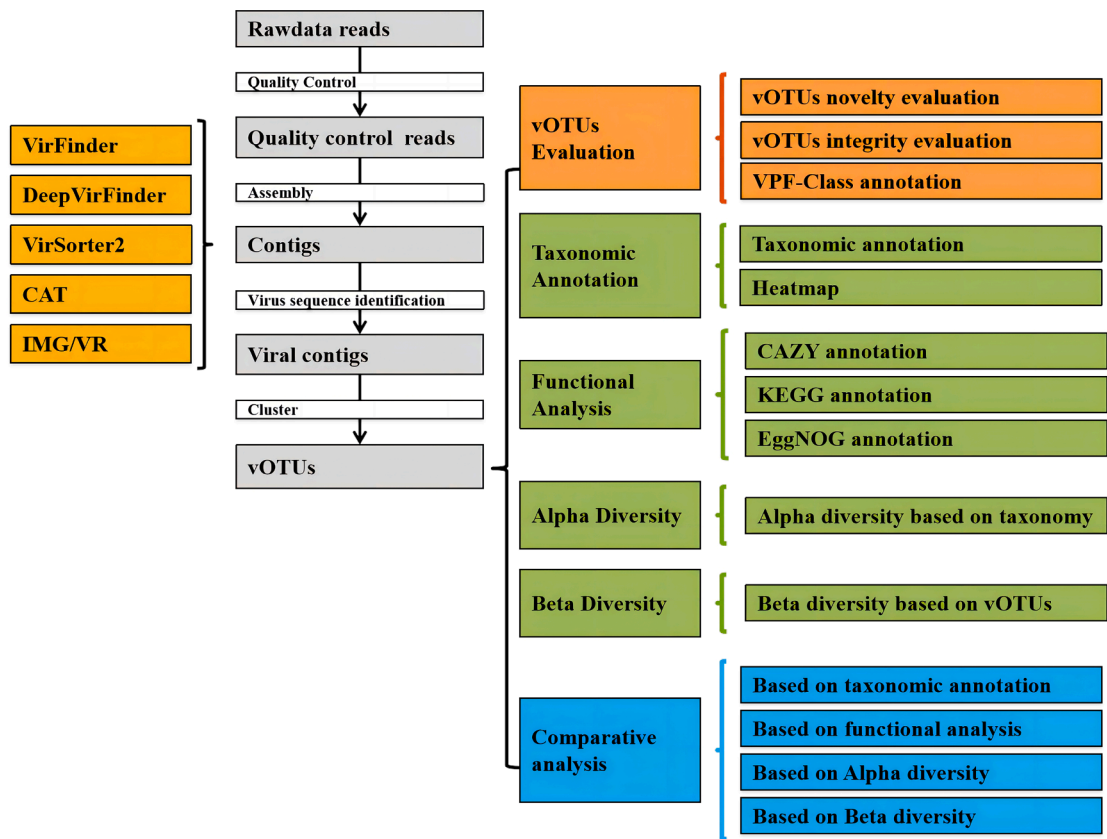 Rawdata reads
Quality Control
Quality control reads
Assembly
Contigs
Virus sequence identification
Viral contigs
Cluster
vOTUs
VirFinder
DeepVirFinder
VirSorter2
CAT
IMG/VR
vOTUs
Evaluation
vOTUs novelty evaluation
vOTUs integrity evaluation
VPF-Class annotation
Taxonomic
Annotation
Taxonomic annotation
Heatmap
Functional
Analysis
CAZY annotation
KEGG annotation
EggNOG annotation
Alpha Diversity
Alpha diversity based on taxonomy
Beta Diversity
Beta diversity based on vOTUs
Comparative
analysis
Based on taxonomic annotation
Based on functional analysis
Based on Alpha diversity
Based on Beta diversity